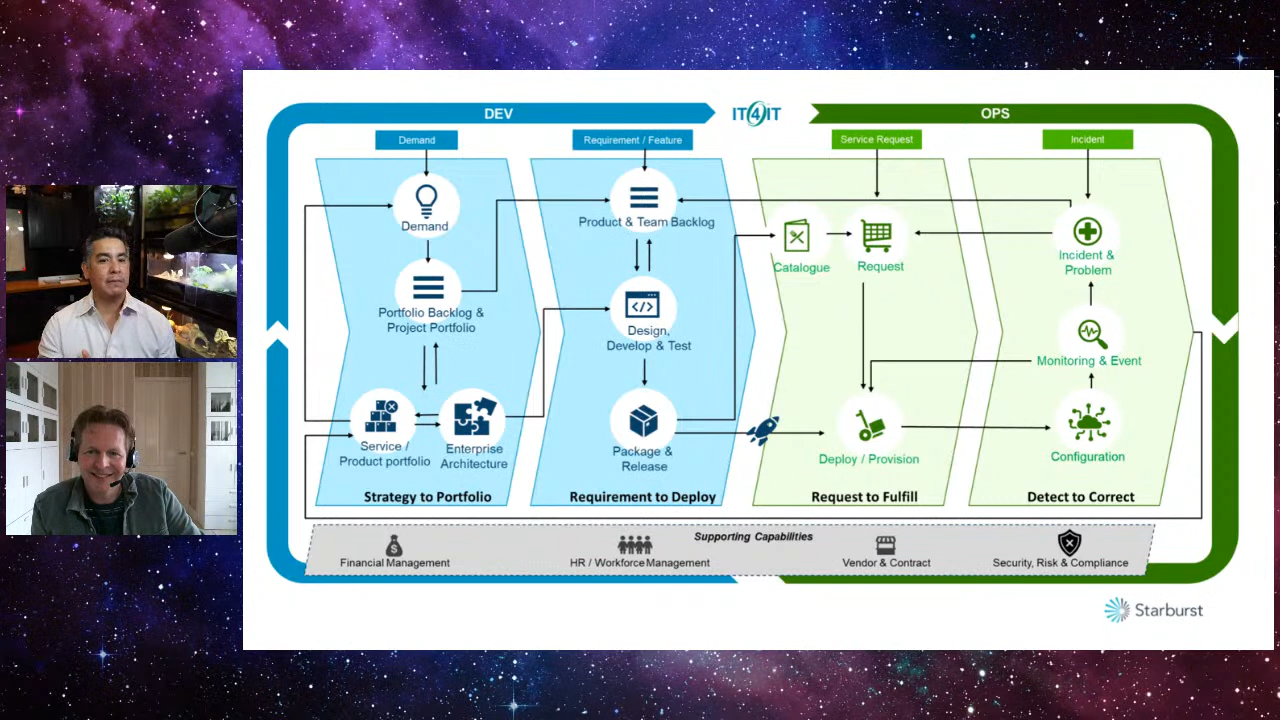 DEV
IT4IT
OPS
Demand
Requirement / Feature
Service Request
Incident
Demand
Portfolio Backlog &
Project Portfolio
Service /
Product portfolio
Enterprise
Architecture
Strategy to Portfolio
Product & Team Backlog
Design,
Develop & Test
Package &
Release
Requirement to Deploy
Catalogue
Request
Deploy / Provision
Request to Fulfill
Incident &
Problem
Monitoring & Event
Configuration
Detect to Correct
Supporting Capabilities
Financial Management
HR / Workforce Management
Vendor & Contract
Security, Risk & Compliance
Starburst